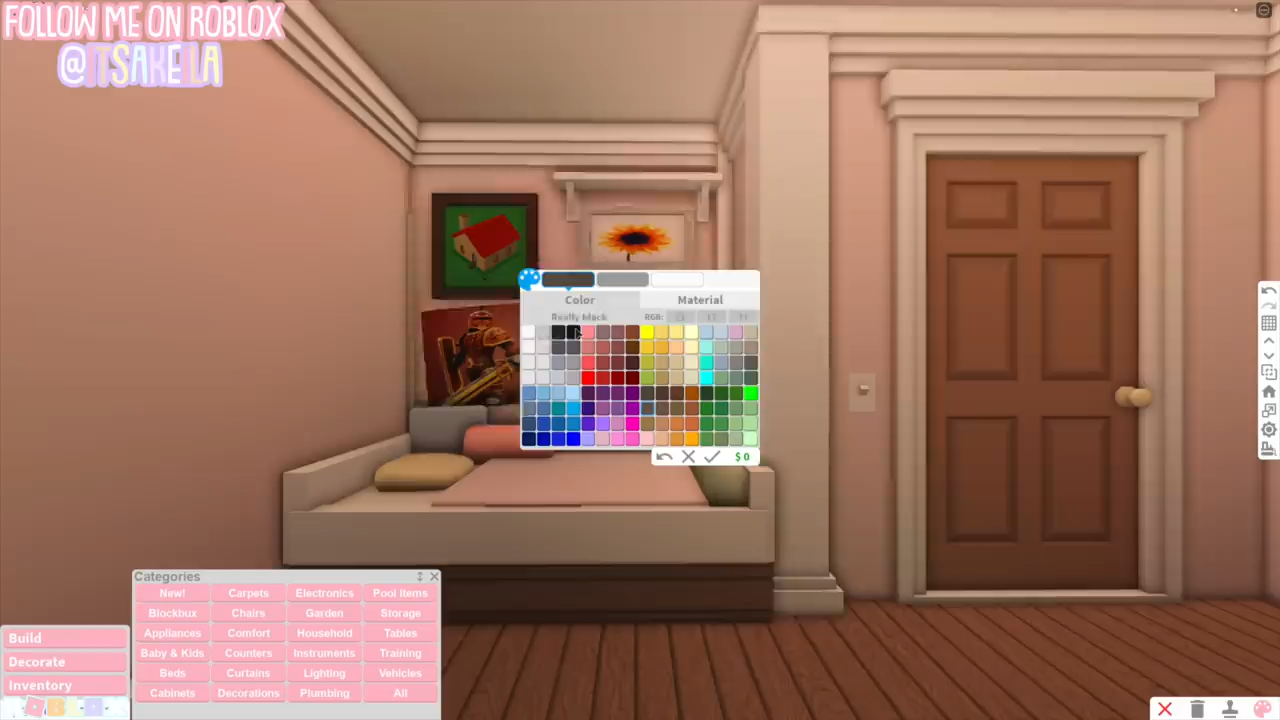 FOLLOW ME ON ROBLOX
@ITSAKELA
Color
Material
Really black
RGB:
$0
Categories
New!
Carpets
Electronics
Pool items
Blockbux
Chairs
Garden
Storage
Appliances
Comfort
Household
Tables
Baby & Kids
Counters
Instruments
Training
Beds
Curtains
Lighting
Vehicles
Cabinets
Decorations
Plumbing
All
Build
Decorate
Inventory